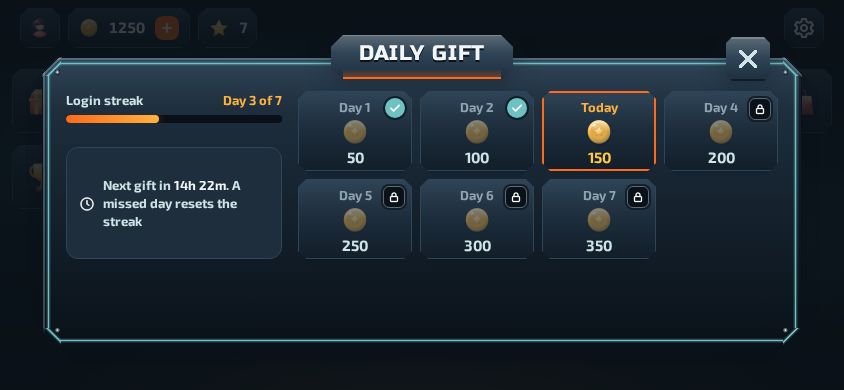 1250
7
DAILY GIFT
Login streak
Day 3 of 7
Next gift in 14h 22m. A
missed day resets the
streak
Day 1
50
Day 2
100
Today
150
Day 4
200
Day 5
250
Day 6
300
Day 7
350